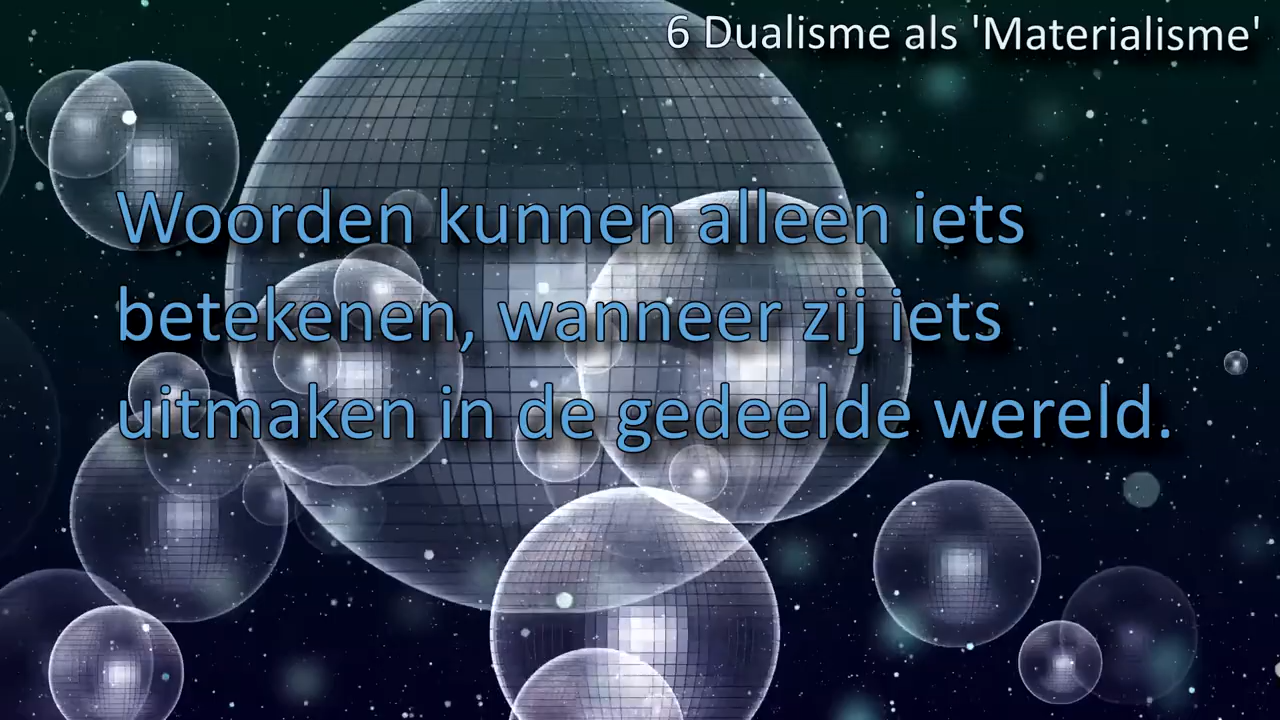 6 Dualisme als 'Materialisme'
Woorden kunnen alleen iets
betekenen, wanneer zij iets
uitmaken in de gedeelde wereld.